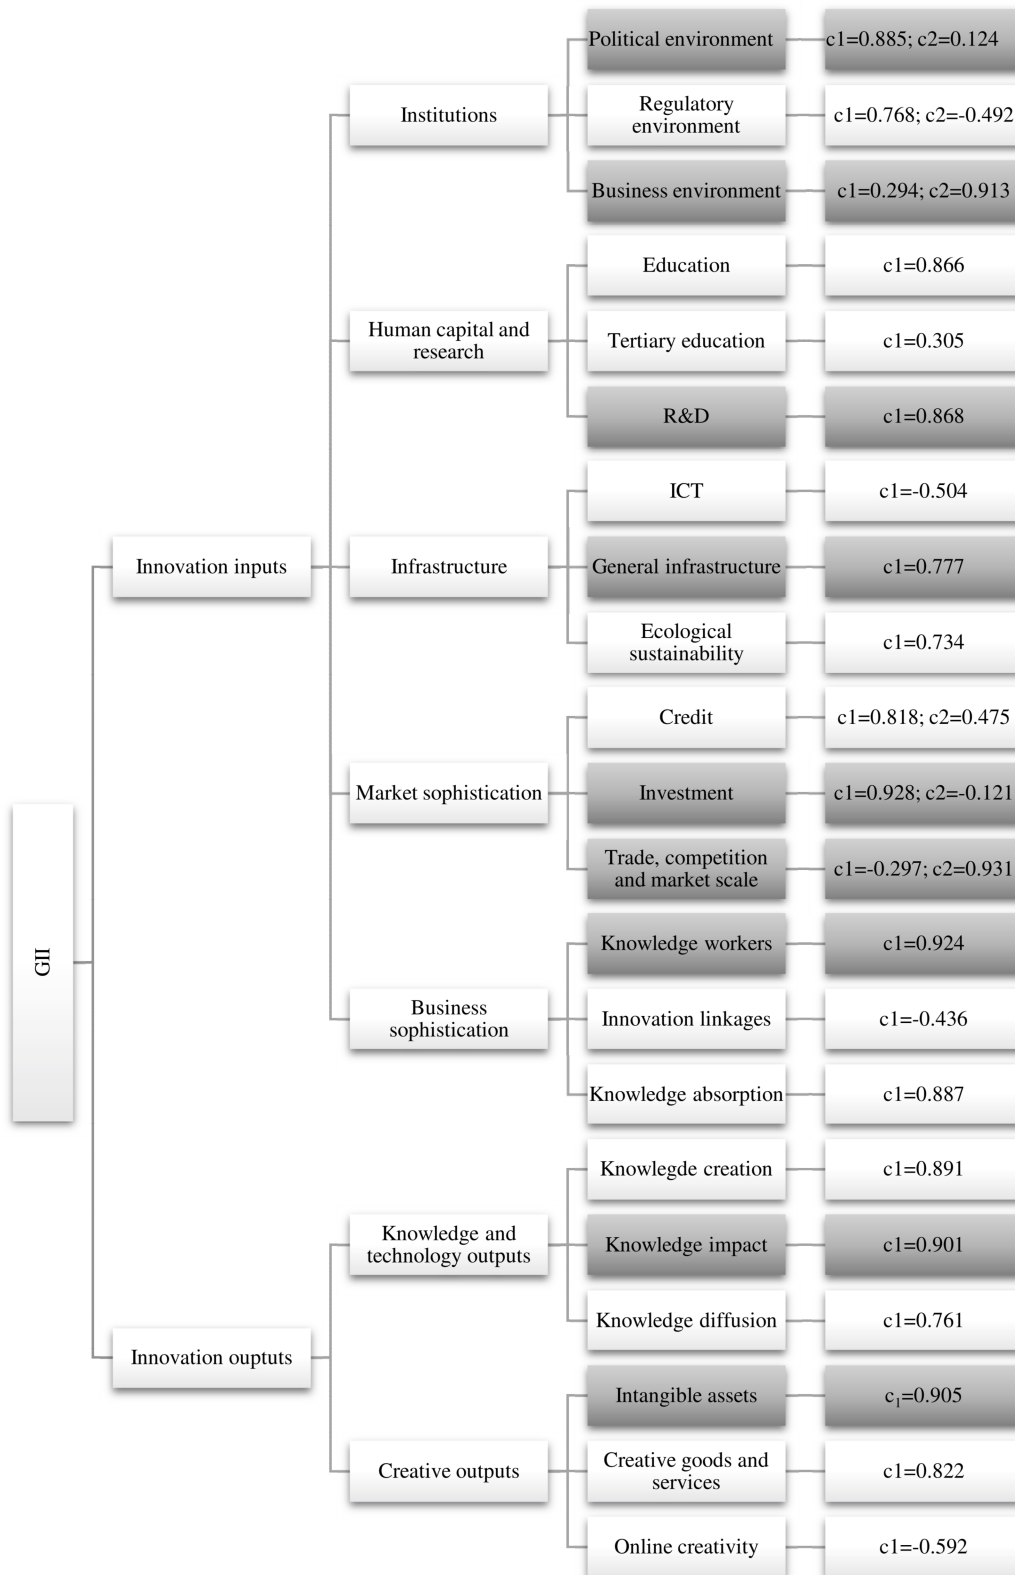 Political environment
c1=0.885; c2=0.124
Institutions
Regulatory
environment
c1=0.768; c2=-0.492
Business environment
c1=0.294; c2=0.913
Education
c1=0.866
Human capital and
research
Tertiary education
c1=0.305
R&D
c1=0.868
ICT
c1=-0.504
Innovation inputs
Infrastructure
General infrastructure
c1=0.777
Ecological
sustainability
c1=0.734
Credit
c1=0.818; c2=0.475
Market sophistication
Investment
c1=0.928; c2=-0.121
Trade, competition
and market scale
c1=-0.297; c2=0.931
GII
Knowledge workers
c1=0.924
Business
sophistication
Innovation linkages
c1=-0.436
Knowledge absorption
c1=0.887
Knowlegde creation
c1=0.891
Knowledge and
technology outputs
Knowledge impact
c1=0.901
Knowledge diffusion
c1=0.761
Innovation ouptuts
Intangible assets
c₁=0.905
Creative outputs
Creative goods and
services
c1=0.822
Online creativity
c1=-0.592